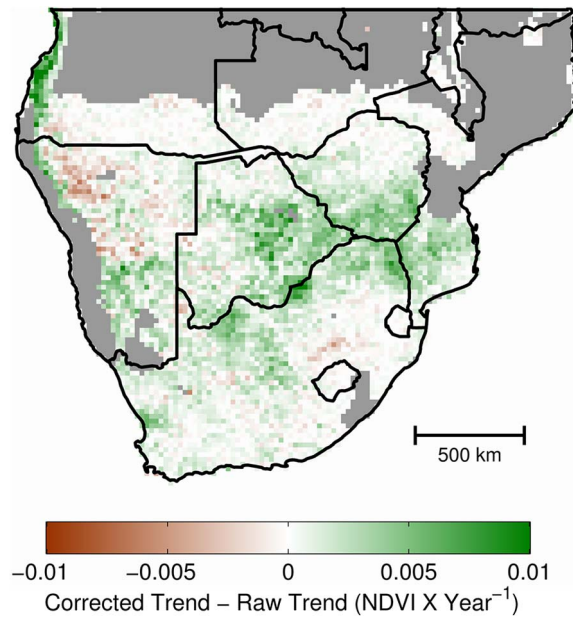 500 km
−0.01 −0.005 0 0.005 0.01
Corrected Trend − Raw Trend (NDVI X Year⁻¹)